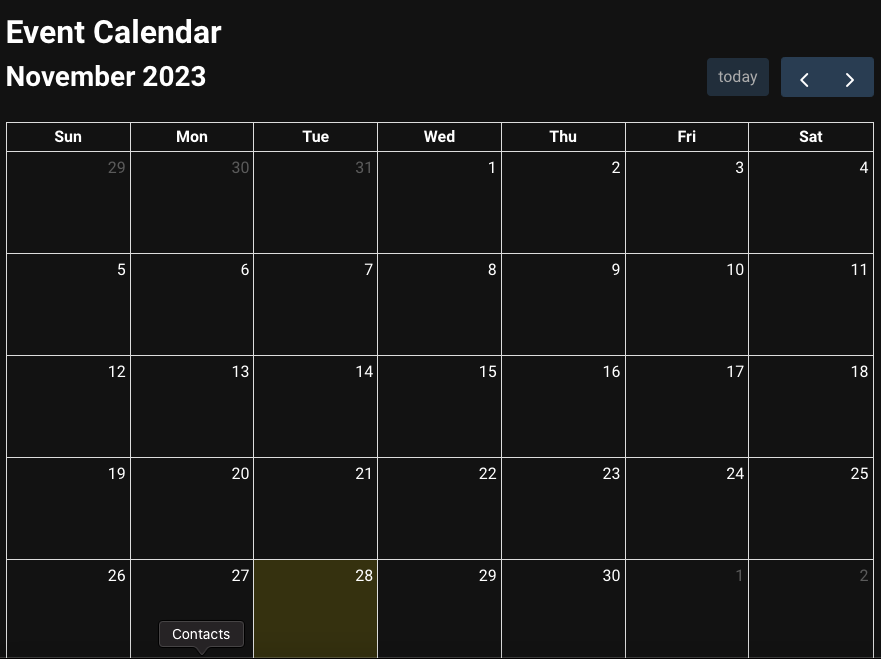 Event Calendar
November 2023
today
Sun Mon Tue Wed Thu Fri Sat
29 30 31 1 2 3 4
5 6 7 8 9 10 11
12 13 14 15 16 17 18
19 20 21 22 23 24 25
26 27 28 29 30 1 2
Contacts